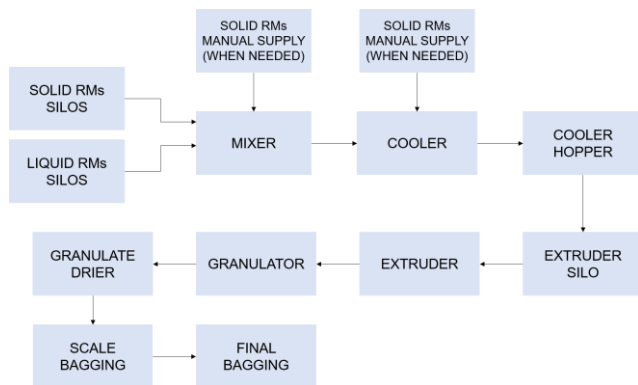 SOLID RMs
MANUAL SUPPLY
(WHEN NEEDED)
SOLID RMs
MANUAL SUPPLY
(WHEN NEEDED)
SOLID RMs
SILOS
LIQUID RMs
SILOS
MIXER
COOLER
COOLER
HOPPER
GRANULATE
DRIER
GRANULATOR
EXTRUDER
EXTRUDER
SILO
SCALE
BAGGING
FINAL
BAGGING